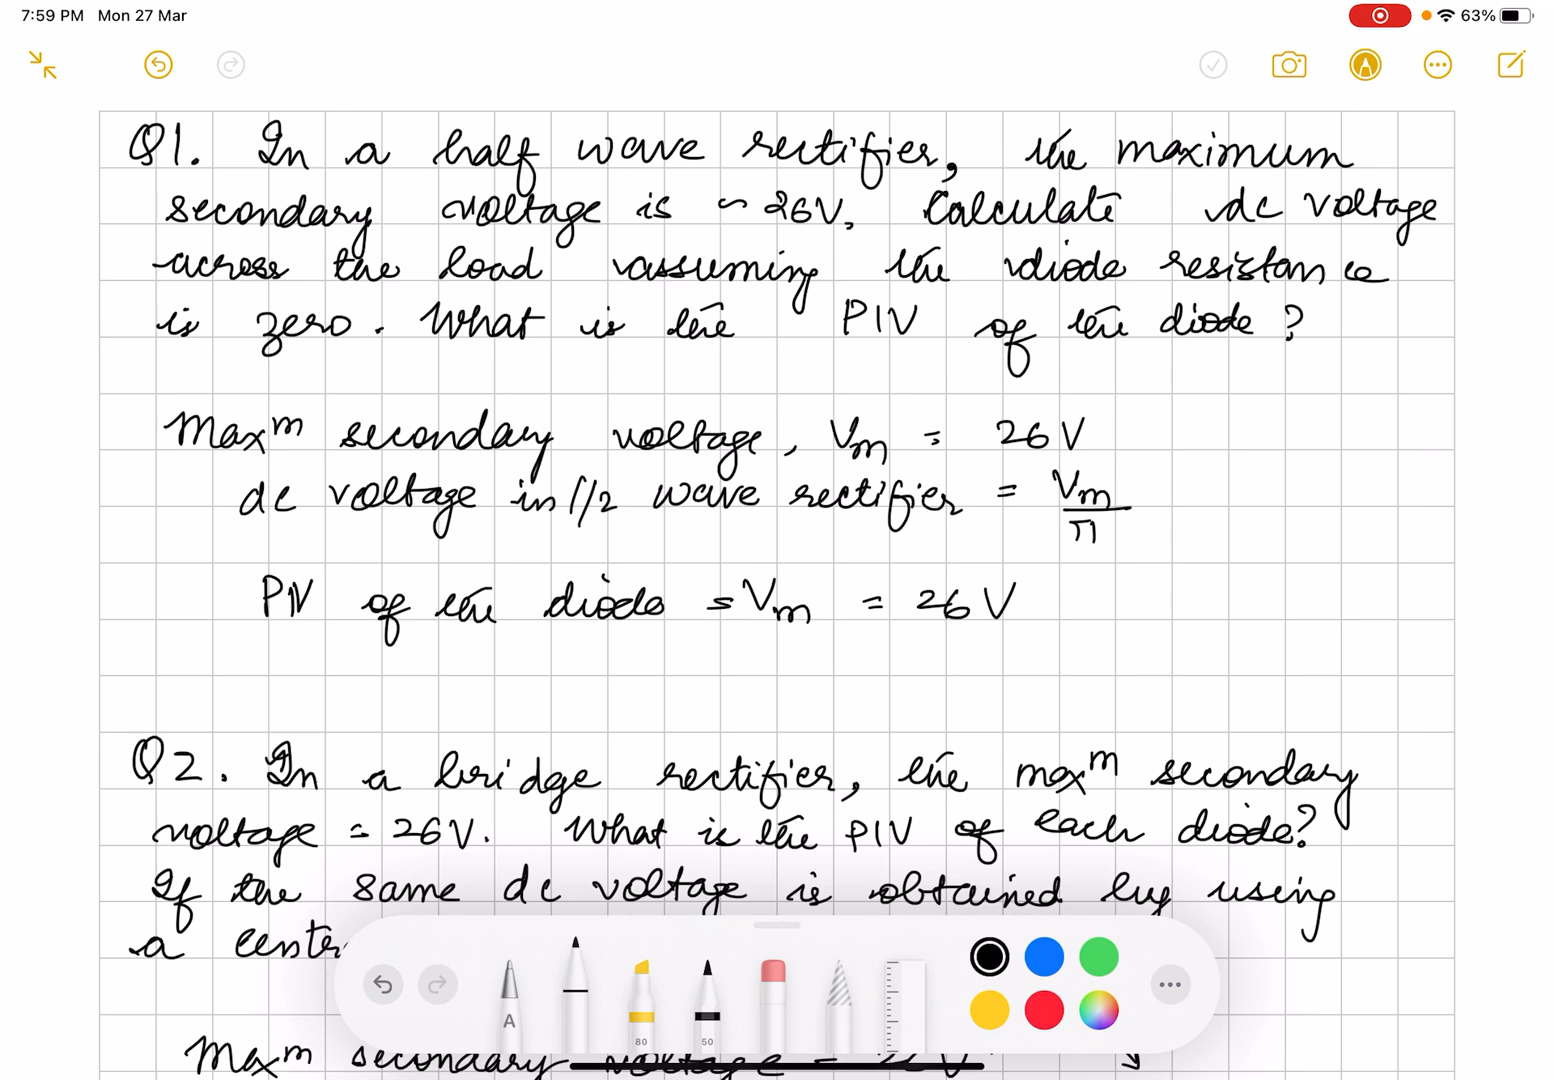 7:59 PM Mon 27 Mar 63%
Q1. In a half wave rectifier, the maximum
secondary voltage is ~ 26V. Calculate dc voltage
across the load assuming the diode resistance
is zero. What is the PIV of the diode ?
Maxᵐ secondary voltage, Vm = 26 V
dc voltage in 1/2 wave rectifier = Vm/π
PIV of the diode = Vm = 26 V
Q2. In a bridge rectifier, the maxᵐ secondary
voltage = 26V. What is the PIV of each diode?
If the same dc voltage is obtained by using
a
A 80 50
Maxᵐ secondary voltage =